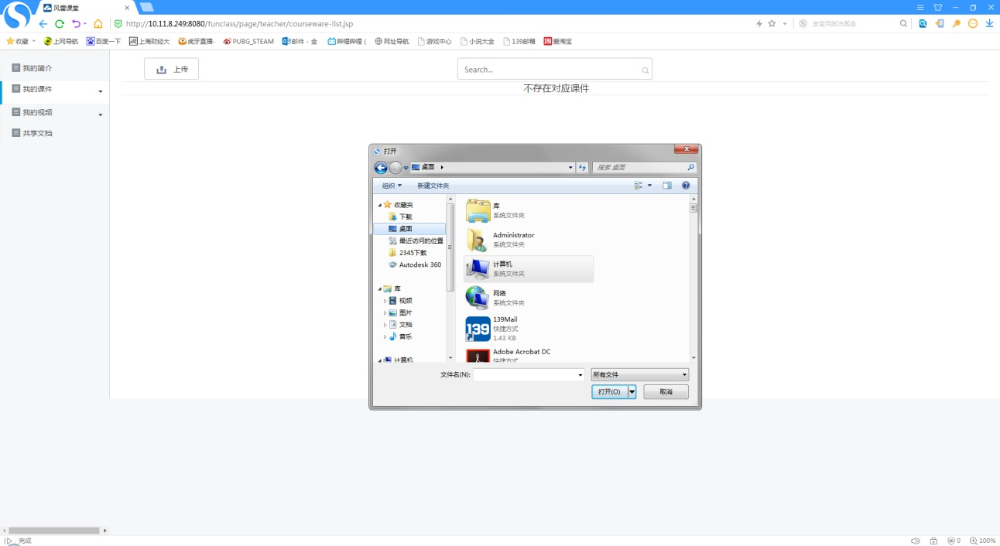 风雷课堂
http://10.11.8.249:8080/funclass/page/teacher/courseware-list.jsp
收藏 上网导航 百度一下 上海财经大 虎牙直播- PUBG_STEAM 邮件 - 金 哔哩哔哩 ( 网址导航 游戏中心 小说大全 139邮箱 爱淘宝
我的简介
我的课件
我的视频
共享文档
上传
Search...
不存在对应课件
打开
桌面
搜索 桌面
组织
新建文件夹
收藏夹
下载
桌面
最近访问的位置
2345下载
Autodesk 360
库
视频
图片
文档
音乐
计算机
库
系统文件夹
Administrator
系统文件夹
计算机
系统文件夹
网络
系统文件夹
139
139Mail
快捷方式
1.43 KB
Adobe Acrobat DC
快捷方式
文件名(N):
所有文件
打开(O)
取消
完成
0
100%